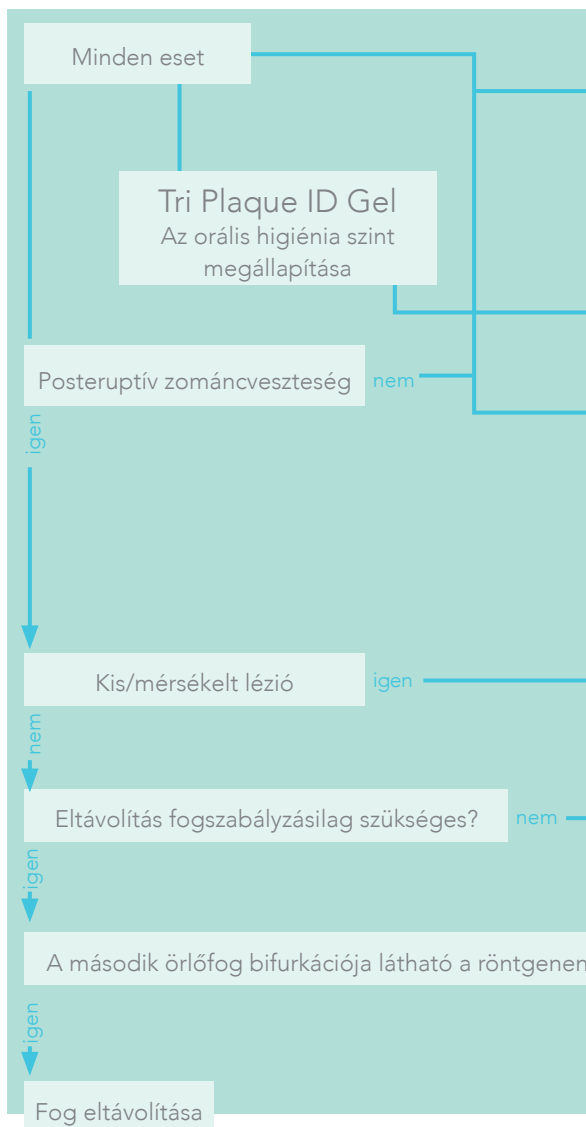 Minden eset
Tri Plaque ID Gel
Az orális higiénia szint
megállapítása
Posteruptív zománcveszteség
nem
igen
Kis/mérsékelt lézió
igen
nem
Eltávolítás fogszabályzásilag szükséges?
nem
igen
A második örlőfog bifurkációja látható a röntgenen
igen
Fog eltávolítása